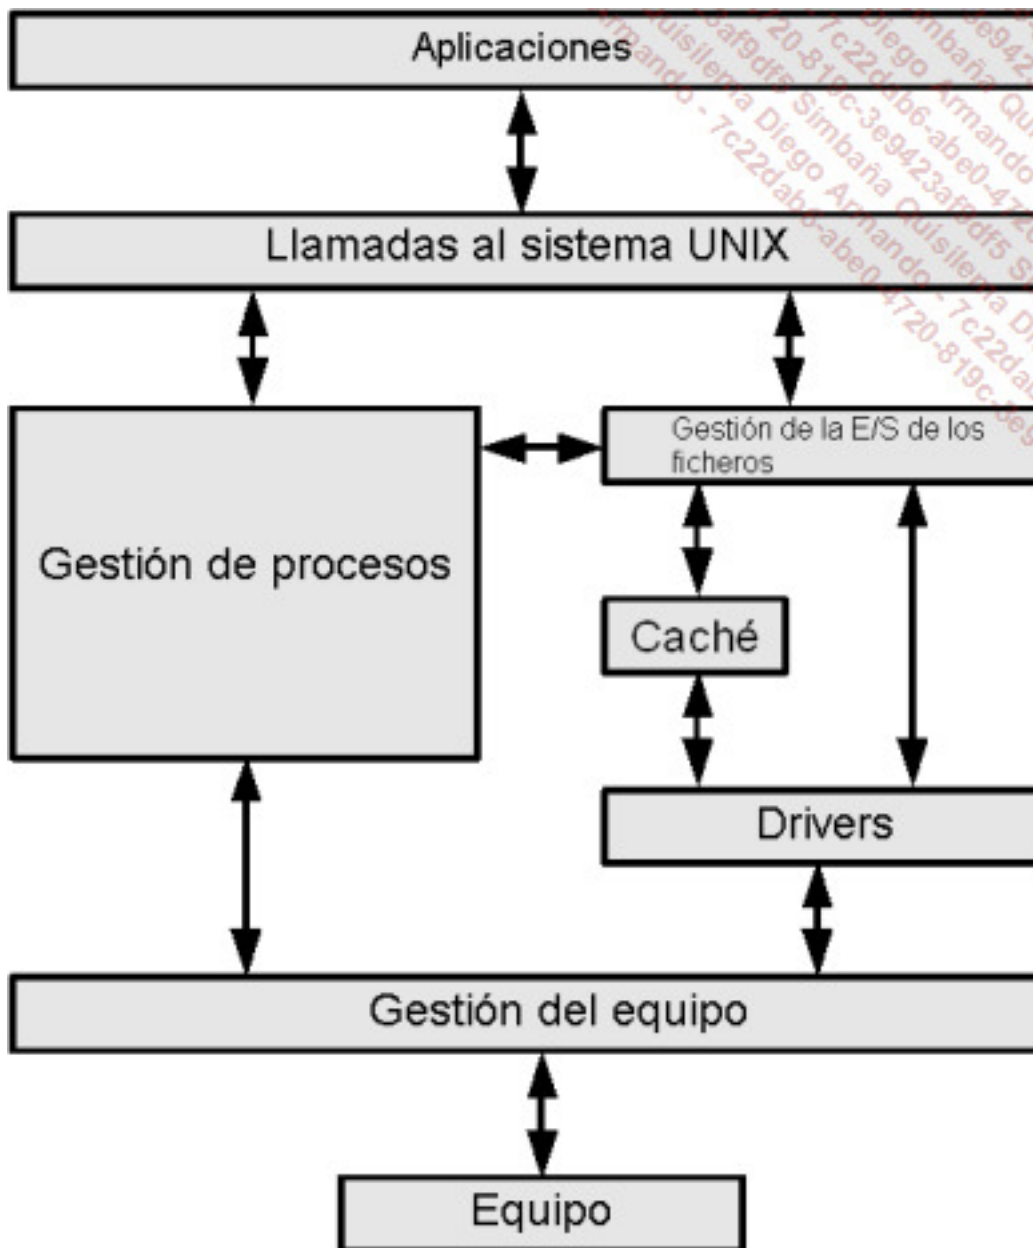 Aplicaciones
Llamadas al sistema UNIX
Gestión de la E/S de los
ficheros
Gestión de procesos
Caché
Drivers
Gestión del equipo
Equipo